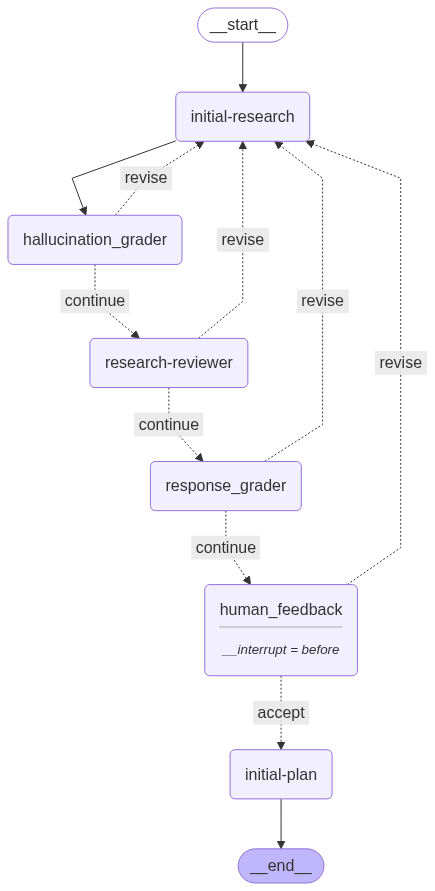 __start__
initial-research
revise
hallucination_grader
revise
continue
revise
research-reviewer
revise
continue
response_grader
continue
human_feedback
__interrupt = before
accept
initial-plan
__end__